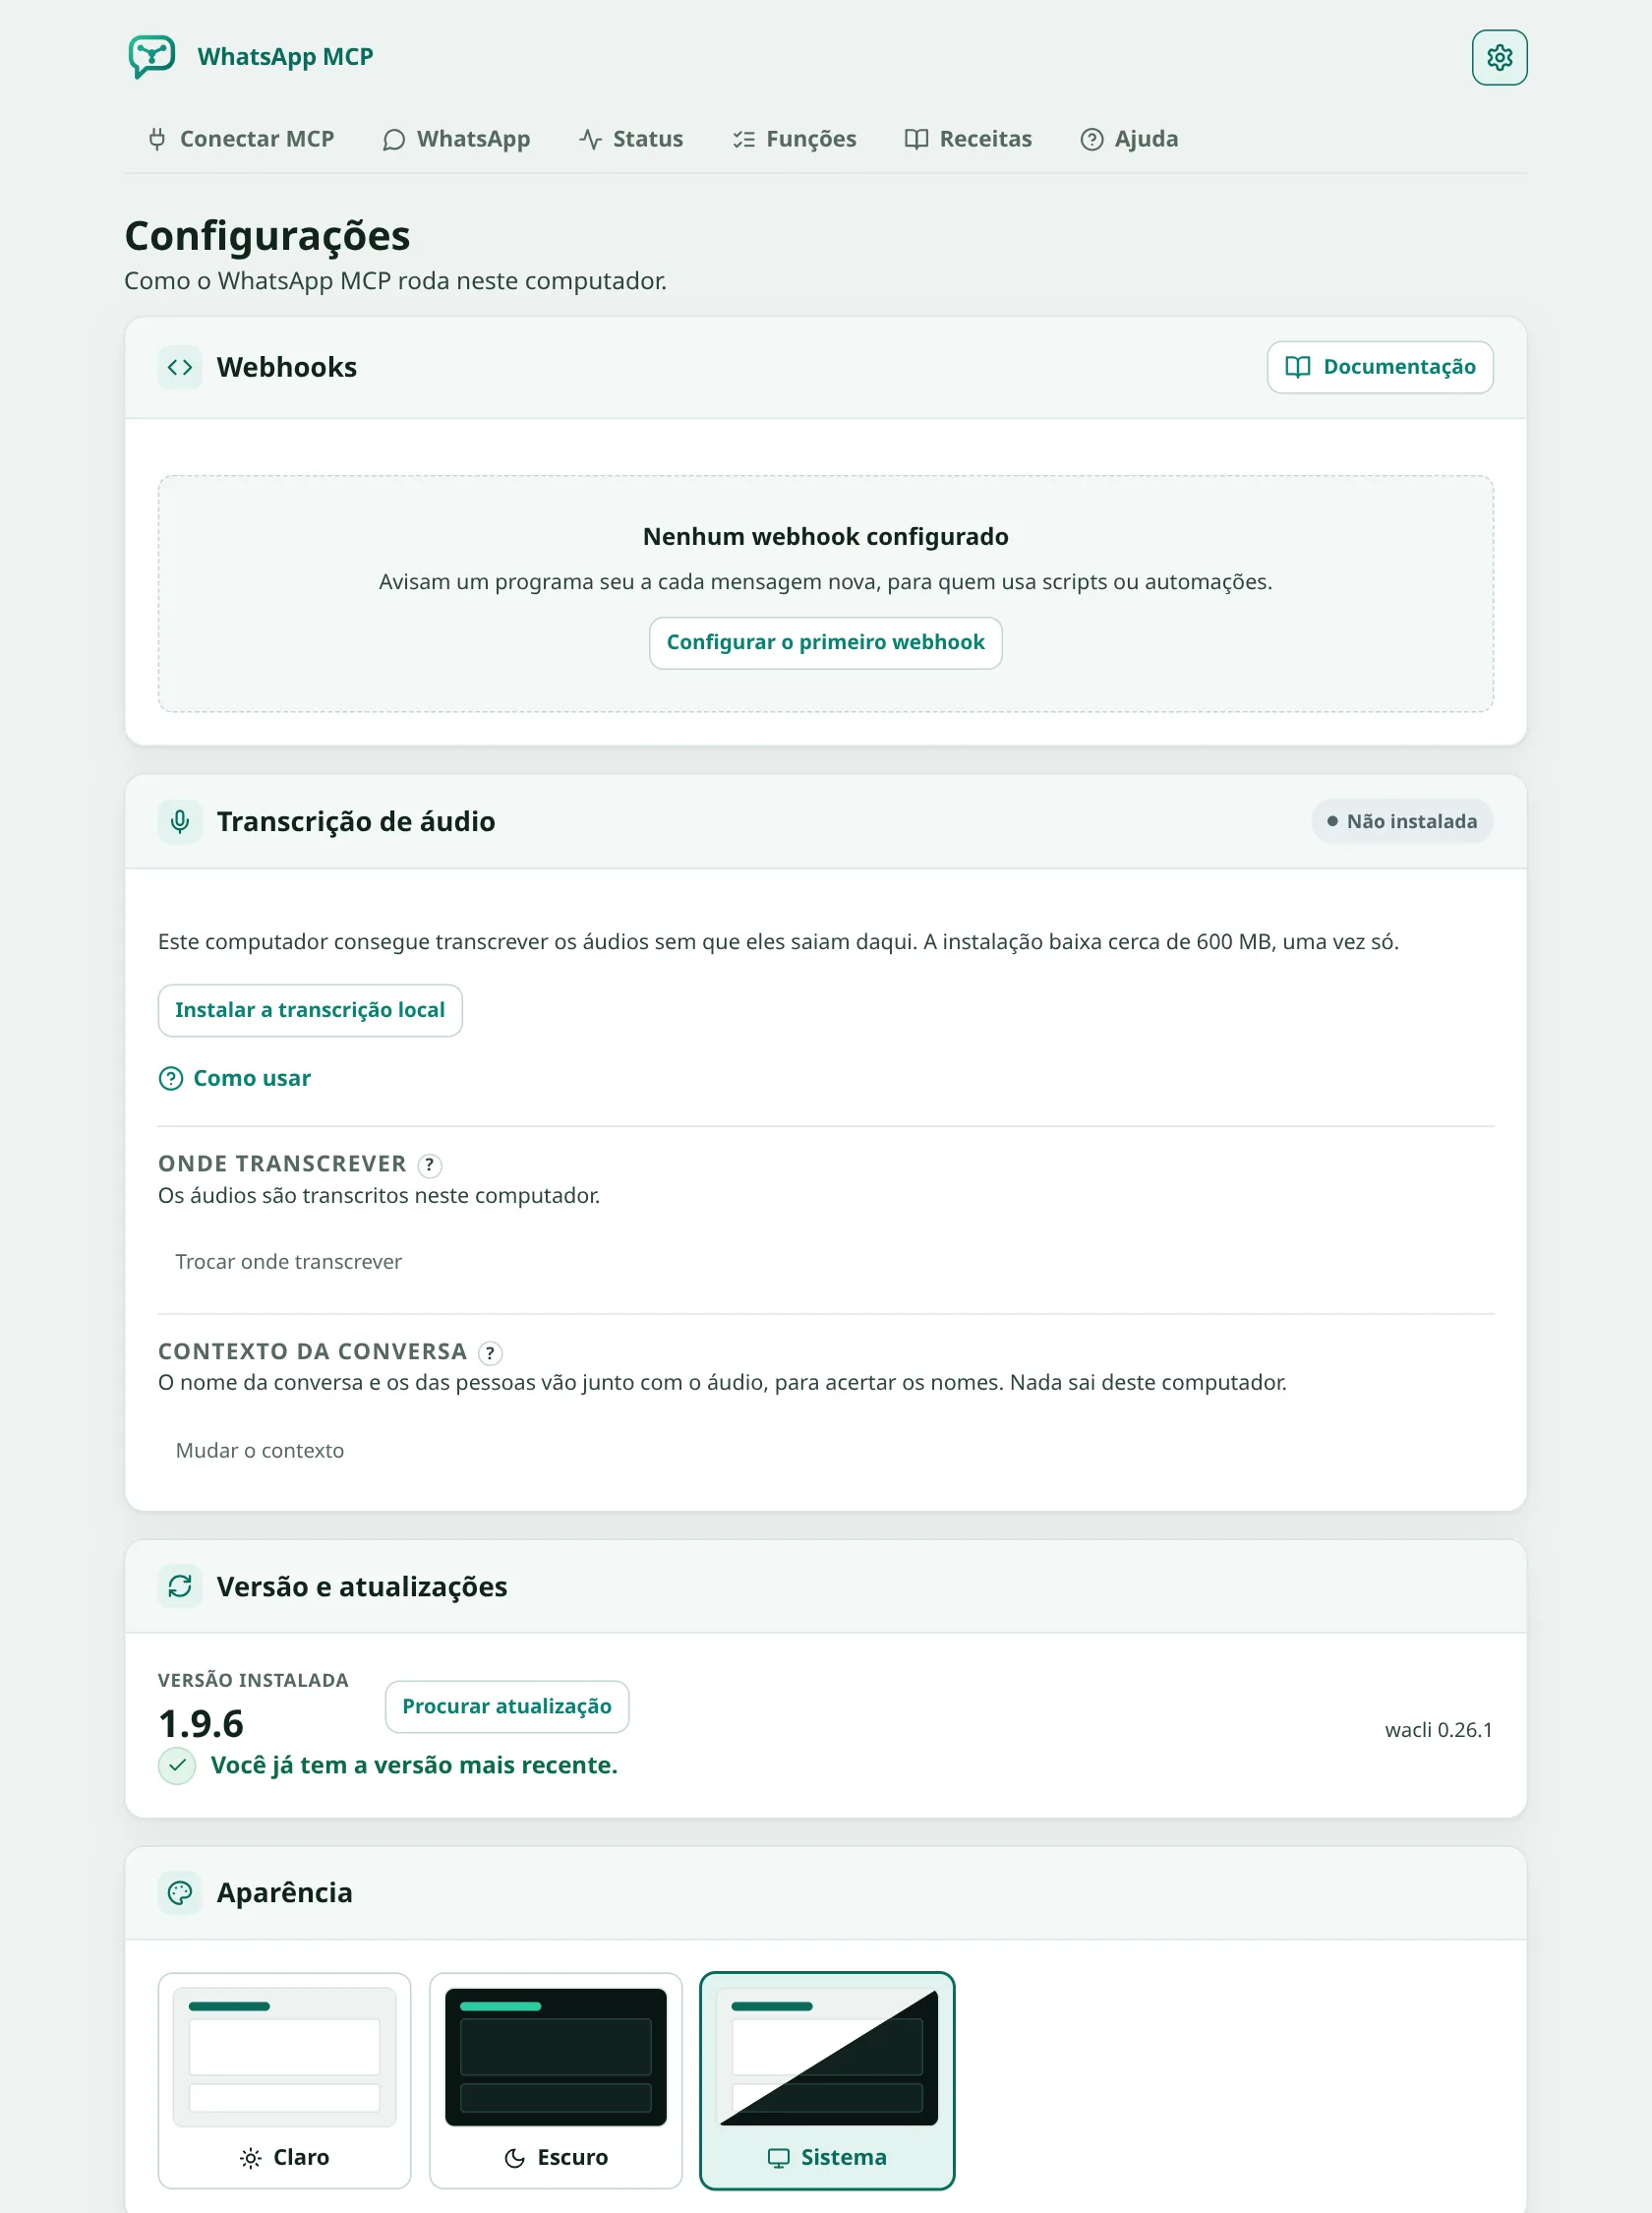 WhatsApp MCP
Conectar MCP
WhatsApp
Status
Funções
Receitas
Ajuda
Configurações
Como o WhatsApp MCP roda neste computador.
Webhooks
Documentação
Nenhum webhook configurado
Avisam um programa seu a cada mensagem nova, para quem usa scripts ou automações.
Configurar o primeiro webhook
Transcrição de áudio
Não instalada
Este computador consegue transcrever os áudios sem que eles saiam daqui. A instalação baixa cerca de 600 MB, uma vez só.
Instalar a transcrição local
Como usar
ONDE TRANSCREVER ?
Os áudios são transcritos neste computador.
Trocar onde transcrever
CONTEXTO DA CONVERSA ?
O nome da conversa e os das pessoas vão junto com o áudio, para acertar os nomes. Nada sai deste computador.
Mudar o contexto
Versão e atualizações
VERSÃO INSTALADA
1.9.6
Procurar atualização
wacli 0.26.1
Você já tem a versão mais recente.
Aparência
Claro
Escuro
Sistema